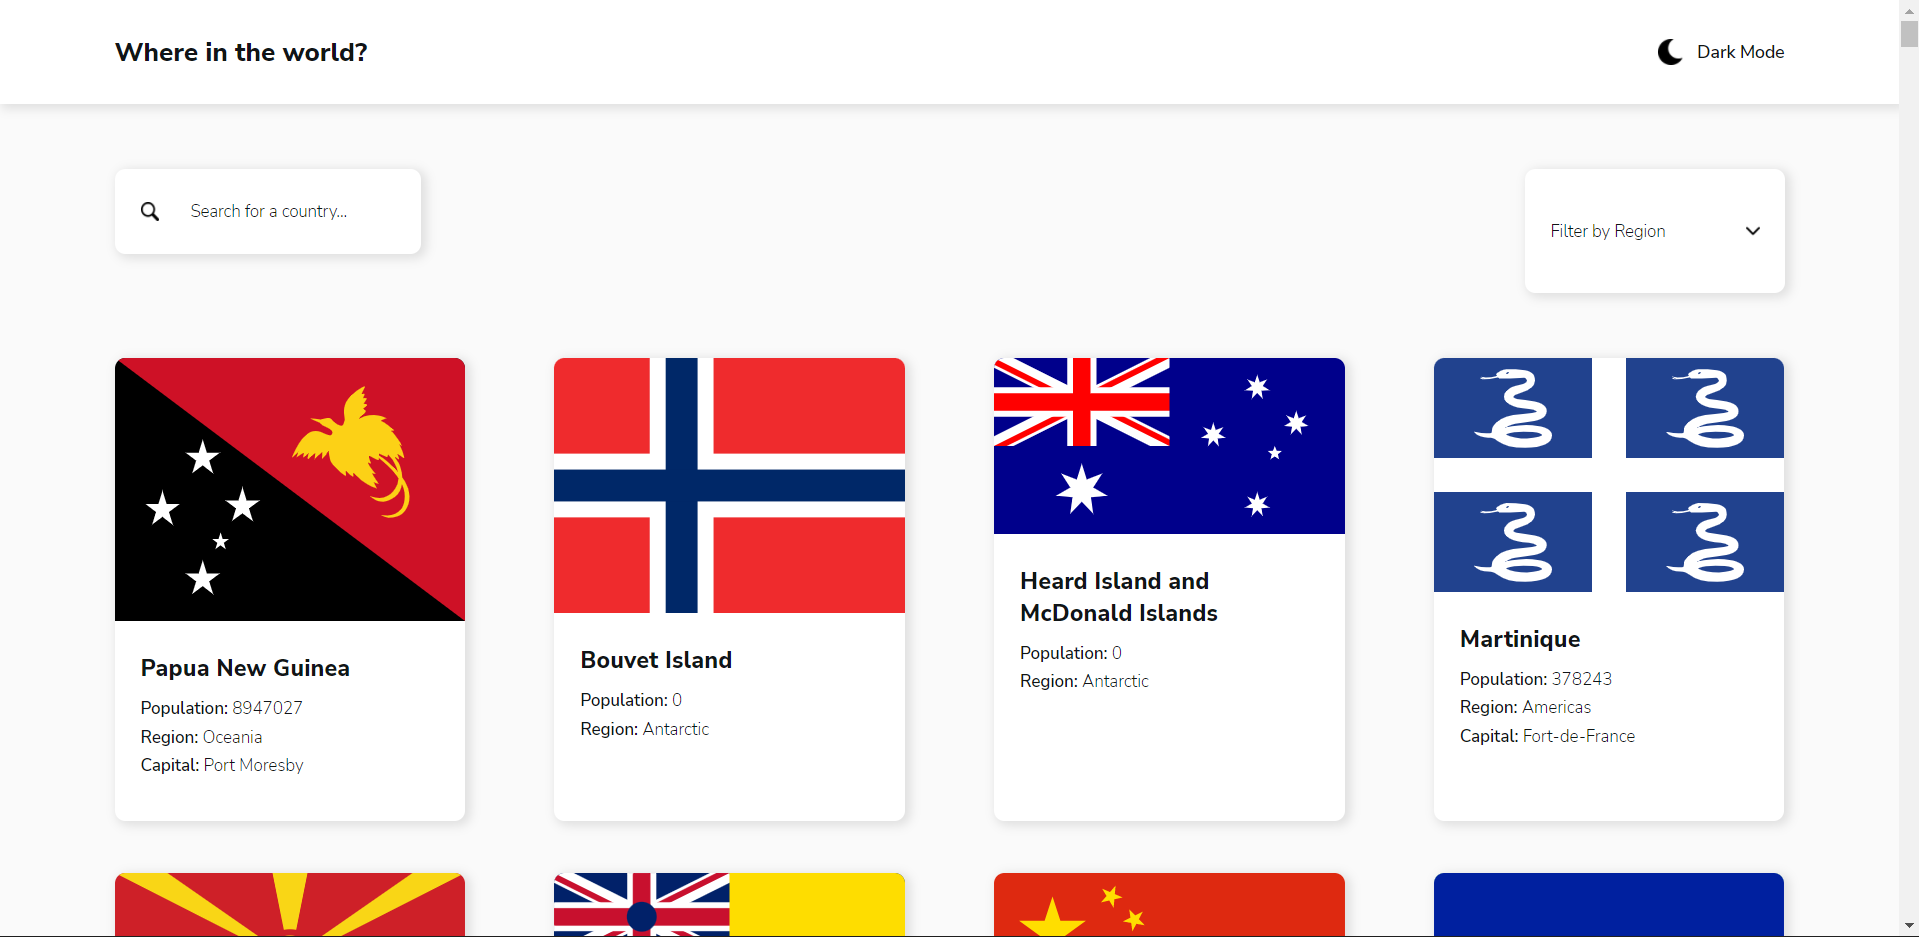 Where in the world?
Dark Mode
Search for a country...
Filter by Region
Papua New Guinea
Population: 8947027
Region: Oceania
Capital: Port Moresby
Bouvet Island
Population: 0
Region: Antarctic
Heard Island and
McDonald Islands
Population: 0
Region: Antarctic
Martinique
Population: 378243
Region: Americas
Capital: Fort-de-France